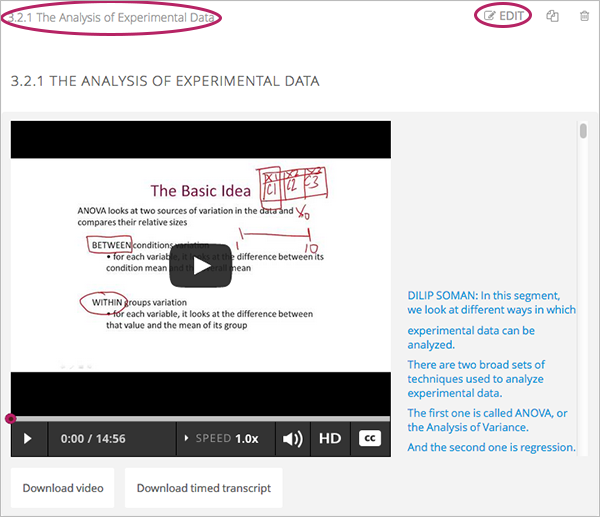 3.2.1 The Analysis of Experimental Data
EDIT
3.2.1 THE ANALYSIS OF EXPERIMENTAL DATA
The Basic Idea
X1 X2 X3
C1 C2 C3
ANOVA looks at two sources of variation in the data and
compares their relative sizes
1 10
BETWEEN conditions variation
• for each variable, it looks at the difference between its
condition mean and the overall mean
WITHIN groups variation
• for each variable, it looks at the difference between
that value and the mean of its group
DILIP SOMAN: In this segment,
we look at different ways in which
experimental data can be
analyzed.
There are two broad sets of
techniques used to analyze
experimental data.
The first one is called ANOVA, or
the Analysis of Variance.
And the second one is regression.
0:00 / 14:56
SPEED 1.0x
HD
cc
Download video
Download timed transcript